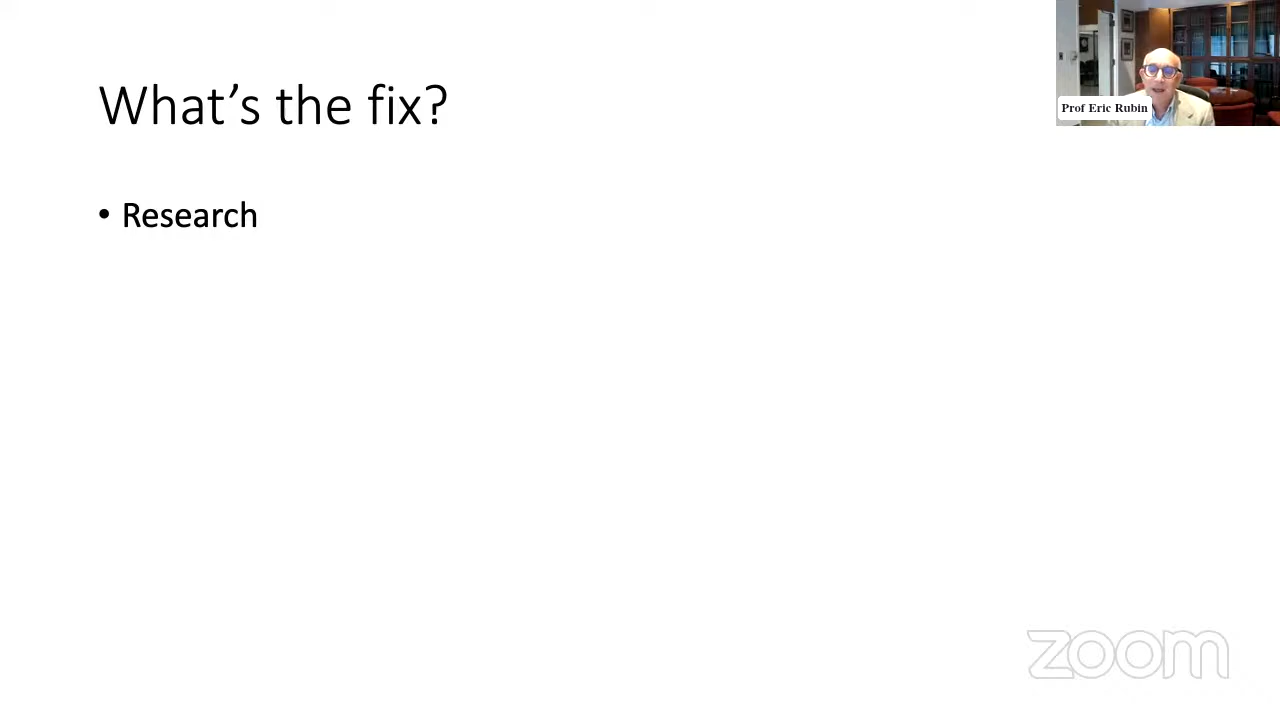 What’s the fix?
Prof Eric Rubin
• Research
zoom